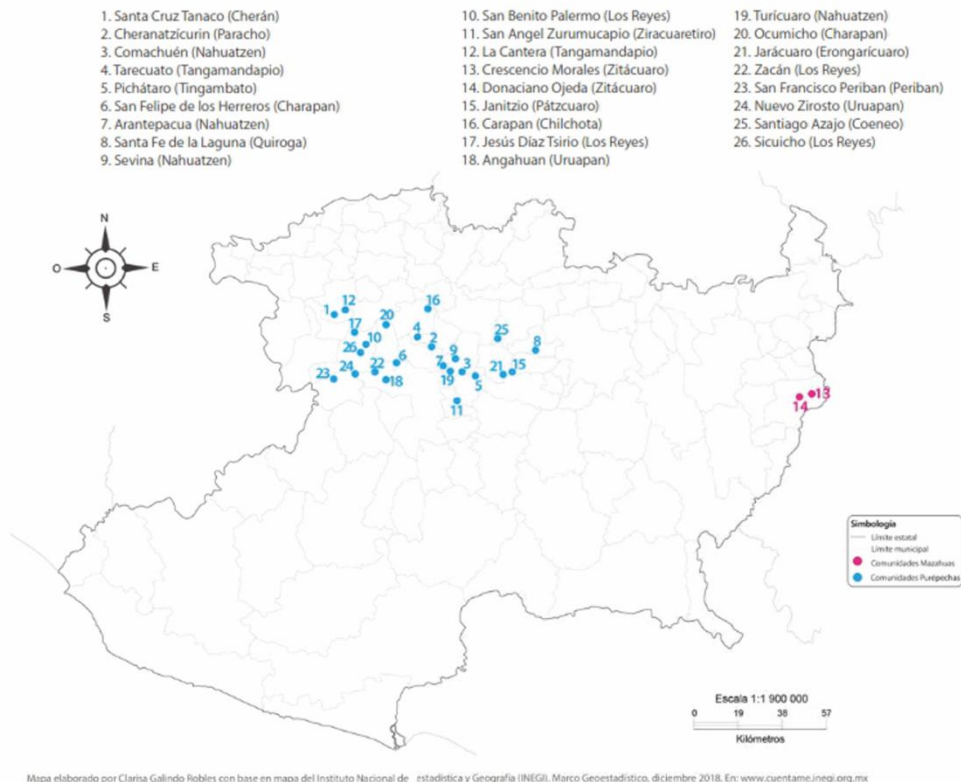 1. Santa Cruz Tanaco (Cherán)
2. Cheranatzícurin (Paracho)
3. Comachuén (Nahuatzen)
4. Tarecuato (Tangamandapio)
5. Pichátaro (Tingambato)
6. San Felipe de los Herreros (Charapan)
7. Arantepacua (Nahuatzen)
8. Santa Fe de la Laguna (Quiroga)
9. Sevina (Nahuatzen)
10. San Benito Palermo (Los Reyes)
11. San Angel Zurumucapio (Ziracuaretiro)
12. La Cantera (Tangamandapio)
13. Crescencio Morales (Zitácuaro)
14. Donaciano Ojeda (Zitácuaro)
15. Janitzio (Pátzcuaro)
16. Carapan (Chilchota)
17. Jesús Díaz Tsirio (Los Reyes)
18. Angahuan (Uruapan)
19. Turícuaro (Nahuatzen)
20. Ocumicho (Charapan)
21. Jarácuaro (Erongarícuaro)
22. Zacán (Los Reyes)
23. San Francisco Periban (Periban)
24. Nuevo Zirosto (Uruapan)
25. Santiago Azajo (Coeneo)
26. Sicuicho (Los Reyes)
N
O E
S
1 12 16
17 20
10 4 2 25
26 9 8
22 6 7 3 21 15
23 24 18 19 5
11
13
14
Simbología
Límite estatal
Límite municipal
Comunidades Mazahuas
Comunidades Purépechas
Escala 1:1 900 000
0 19 38 57
Kilómetros
Mapa elaborado por Clarisa Galindo Robles con base en mapa del Instituto Nacional de estadística y Geografía (INEGI). Marco Geoestadístico, diciembre 2018. En: www.cuentame.inegi.org.mx